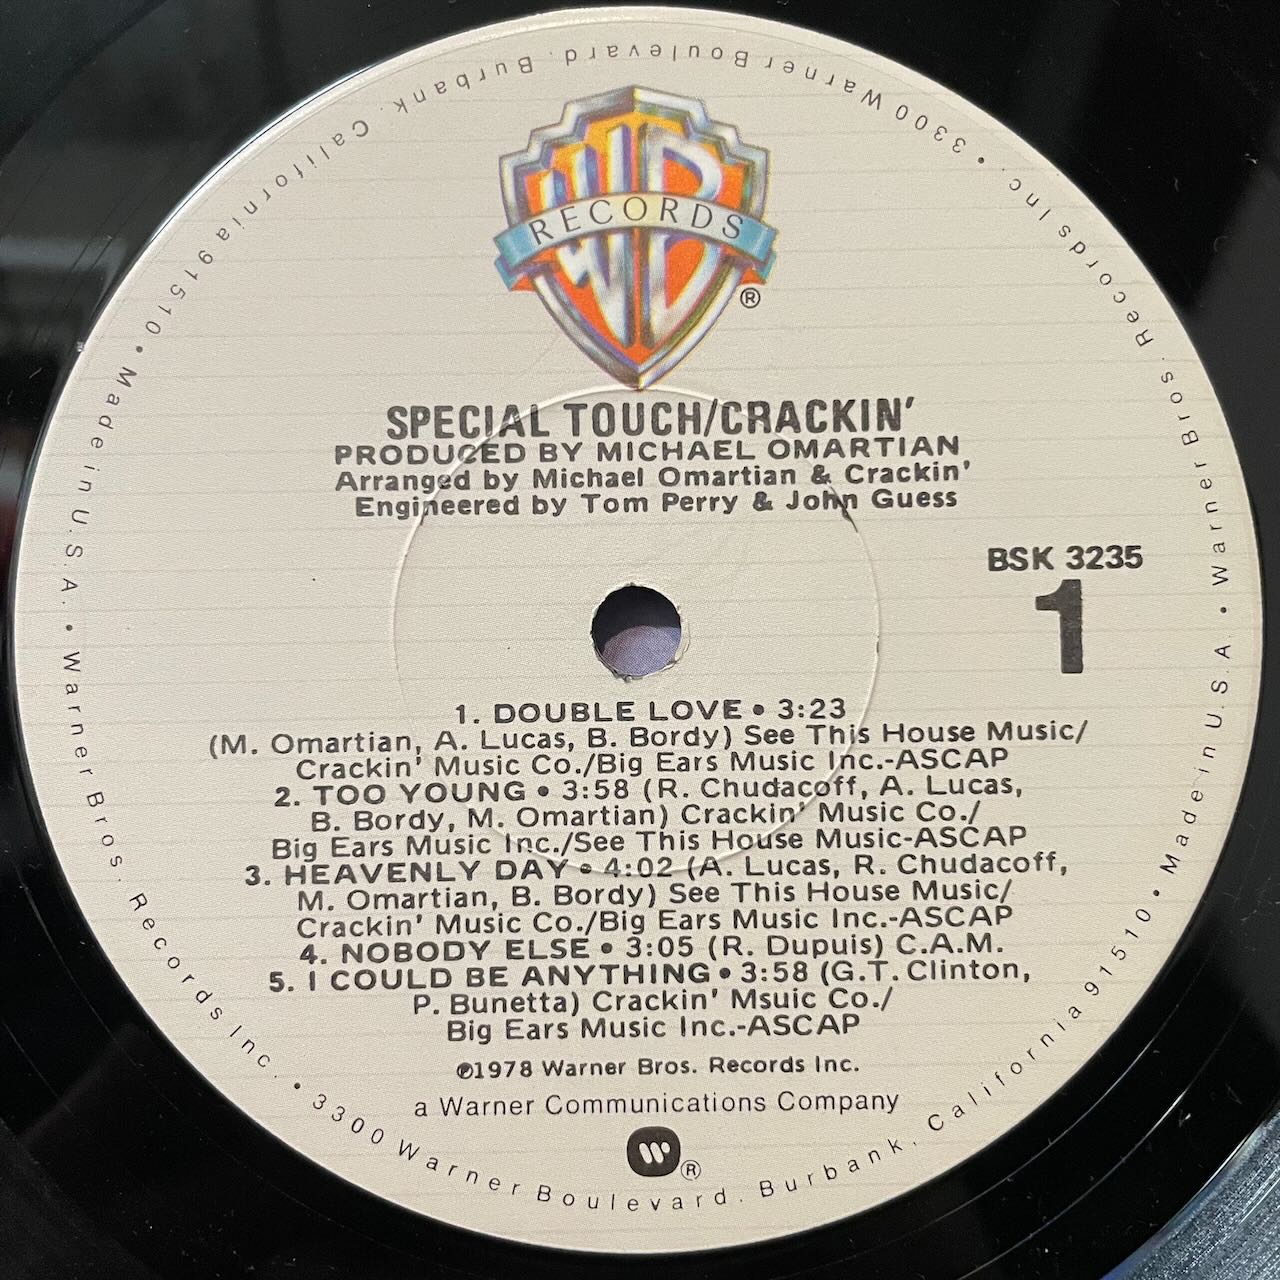 WB
RECORDS
®
SPECIAL TOUCH/CRACKIN'
PRODUCED BY MICHAEL OMARTIAN
Arranged by Michael Omartian & Crackin'
Engineered by Tom Perry & John Guess
BSK 3235
1
1. DOUBLE LOVE • 3:23
(M. Omartian, A. Lucas, B. Bordy) See This House Music/
Crackin' Music Co./Big Ears Music Inc.-ASCAP
2. TOO YOUNG • 3:58 (R. Chudacoff, A. Lucas,
B. Bordy, M. Omartian) Crackin' Music Co./
Big Ears Music Inc./See This House Music-ASCAP
3. HEAVENLY DAY • 4:02 (A. Lucas, R. Chudacoff,
M. Omartian, B. Bordy) See This House Music/
Crackin' Music Co./Big Ears Music Inc.-ASCAP
4. NOBODY ELSE • 3:05 (R. Dupuis) C.A.M.
5. I COULD BE ANYTHING • 3:58 (G.T. Clinton,
P. Bunetta) Crackin' Msuic Co./
Big Ears Music Inc.-ASCAP
℗1978 Warner Bros. Records Inc.
a Warner Communications Company
®
Made in U.S.A. • Warner Bros. Records Inc. • 3300 Warner Boulevard. Burbank. California 91510 • Made in U.S.A. • Warner Bros. Records Inc. • 3300 Warner Boulevard. Burbank. California 91510 •